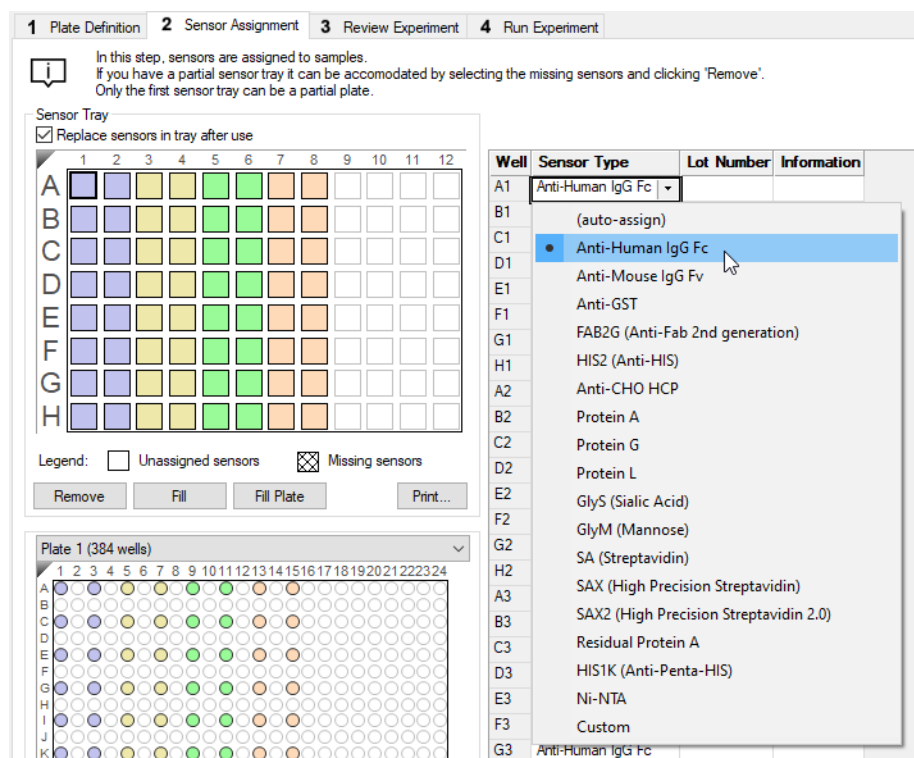 1 Plate Definition 2 Sensor Assignment 3 Review Experiment 4 Run Experiment
In this step, sensors are assigned to samples.
If you have a partial sensor tray it can be accomodated by selecting the missing sensors and clicking 'Remove'.
Only the first sensor tray can be a partial plate.
Sensor Tray
Replace sensors in tray after use
1 2 3 4 5 6 7 8 9 10 11 12
A
B
C
D
E
F
G
H
Legend: Unassigned sensors Missing sensors
Remove Fill Fill Plate Print...
Plate 1 (384 wells)
1 2 3 4 5 6 7 8 9 10 11 12 13 14 15 16 17 18 19 20 21 22 23 24
A
B
C
D
E
F
G
H
I
J
K
Well Sensor Type Lot Number Information
A1 Anti-Human IgG Fc
B1
C1
D1
E1
F1
G1
H1
A2
B2
C2
D2
E2
F2
G2
H2
A3
B3
C3
D3
E3
F3
G3 Anti-Human IgG Fc
(auto-assign)
Anti-Human IgG Fc
Anti-Mouse IgG Fv
Anti-GST
FAB2G (Anti-Fab 2nd generation)
HIS2 (Anti-HIS)
Anti-CHO HCP
Protein A
Protein G
Protein L
GlyS (Sialic Acid)
GlyM (Mannose)
SA (Streptavidin)
SAX (High Precision Streptavidin)
SAX2 (High Precision Streptavidin 2.0)
Residual Protein A
HIS1K (Anti-Penta-HIS)
Ni-NTA
Custom